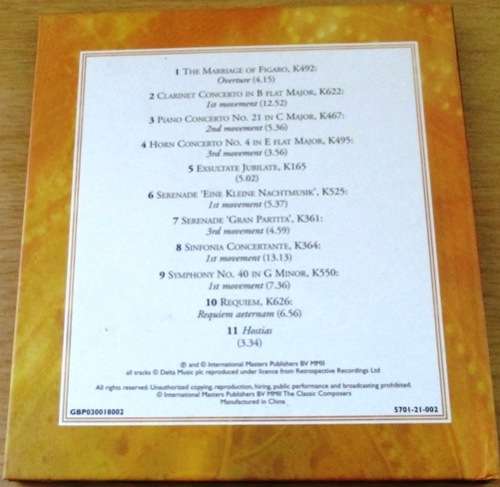 1 The Marriage of Figaro, K492:
Overture (4.15)
2 Clarinet Concerto in B flat Major, K622:
1st movement (12.52)
3 Piano Concerto No. 21 in C Major, K467:
2nd movement (5.36)
4 Horn Concerto No. 4 in E flat Major, K495:
3rd movement (3.56)
5 Exsultate Jubilate, K165
(5.02)
6 Serenade 'Eine Kleine Nachtmusik', K525:
1st movement (5.37)
7 Serenade 'Gran Partita', K361:
3rd movement (4.59)
8 Sinfonia Concertante, K364:
1st movement (13.13)
9 Symphony No. 40 in G Minor, K550:
1st movement (7.36)
10 Requiem, K626:
Requiem aeternam (6.56)
11 Hostias
(3.34)
℗ and © International Masters Publishers BV MMII
all tracks © Delta Music plc reproduced under licence from Retrospective Recordings Ltd
All rights reserved. Unauthorized copying, reproduction, hiring, public performance and broadcasting prohibited.
© International Masters Publishers BV MMII The Classic Composers
Manufactured in China
GBP030018002
5701-21-002